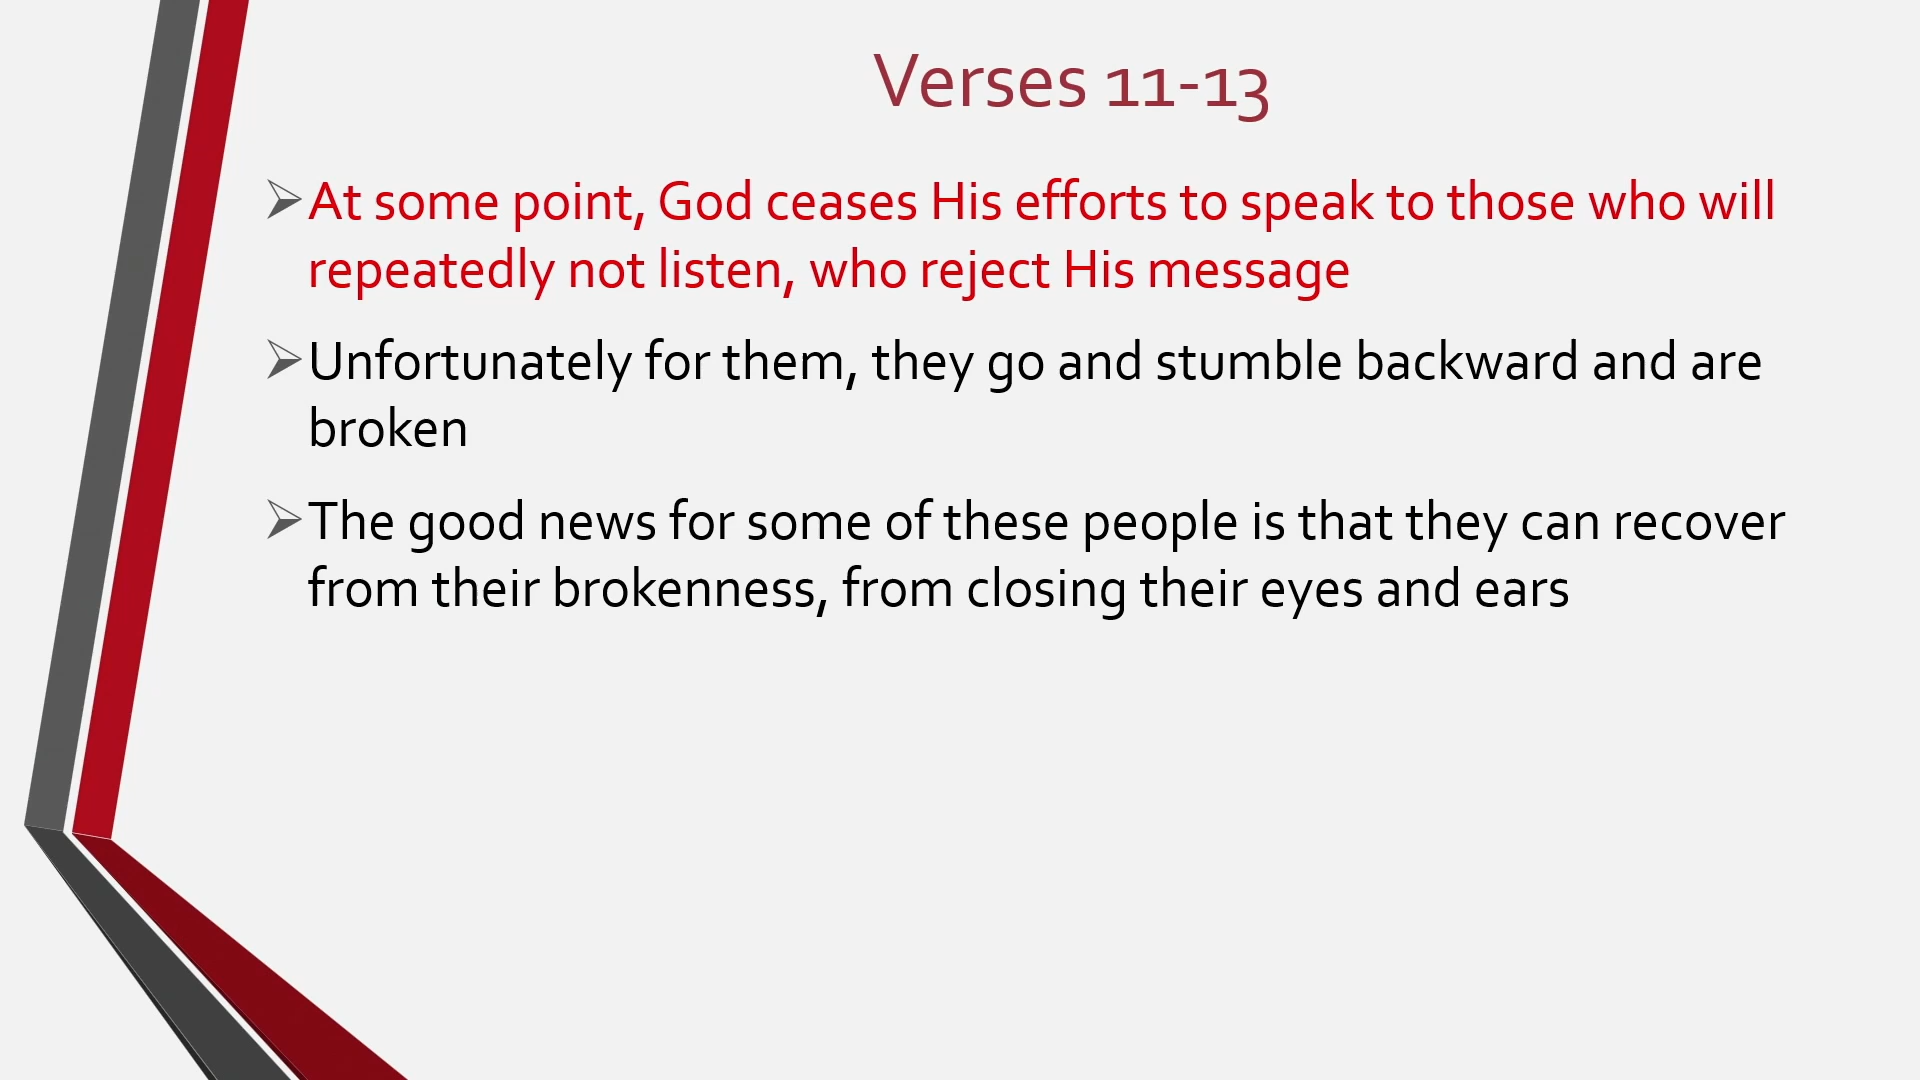 Verses 11-13
At some point, God ceases His efforts to speak to those who will
repeatedly not listen, who reject His message
Unfortunately for them, they go and stumble backward and are
broken
The good news for some of these people is that they can recover
from their brokenness, from closing their eyes and ears